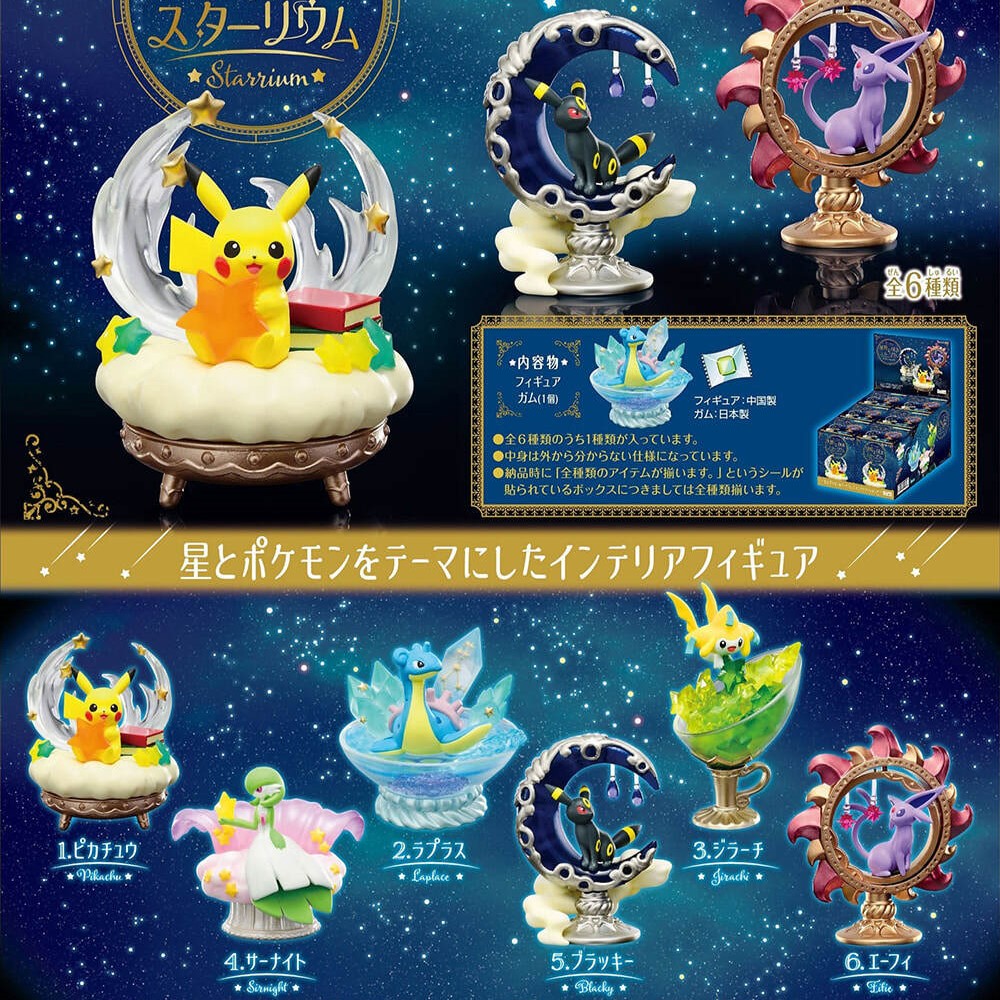 スターリウム
Starrium
全6種類
ぜん しゅるい
内容物
フィギュア
ガム(1個)
フィギュア:中国製
ガム:日本製
●全6種類のうち1種類が入っています。
●中身は外から分からない仕様になっています。
●納品時に「全種類のアイテムが揃います。」というシールが
貼られているボックスにつきましては全種類揃います。
星とポケモンをテーマにしたインテリアフィギュア
1.ピカチュウ
Pikachu
2.ラプラス
Laplace
3.ジラーチ
Jirachi
4.サーナイト
Sirnight
5.ブラッキー
Blacky
6.エーフィ
Eifie